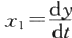 x₁ = dy/dt